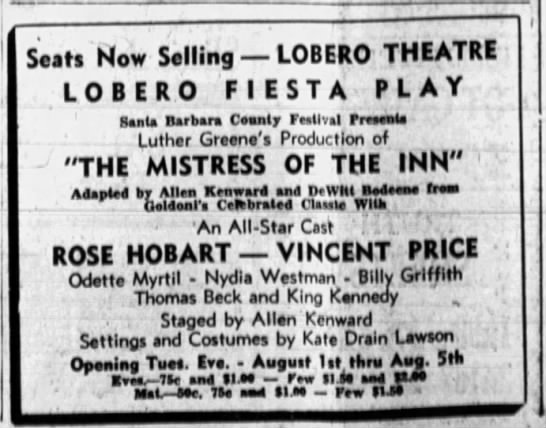 Seats Now Selling — LOBERO THEATRE
LOBERO FIESTA PLAY
Santa Barbara County Festival Presents
Luther Greene's Production of
"THE MISTRESS OF THE INN"
Adapted by Allen Kenward and DeWitt Bodeene from
Goldoni's Celebrated Classic With
An All-Star Cast
ROSE HOBART — VINCENT PRICE
Odette Myrtil - Nydia Westman - Billy Griffith
Thomas Beck and King Kennedy
Staged by Allen Kenward
Settings and Costumes by Kate Drain Lawson
Opening Tues. Eve. - August 1st thru Aug. 5th
Eves.—75c and $1.00 — Few $1.50 and $2.00
Mat.—50c, 75c and $1.00 — Few $1.50